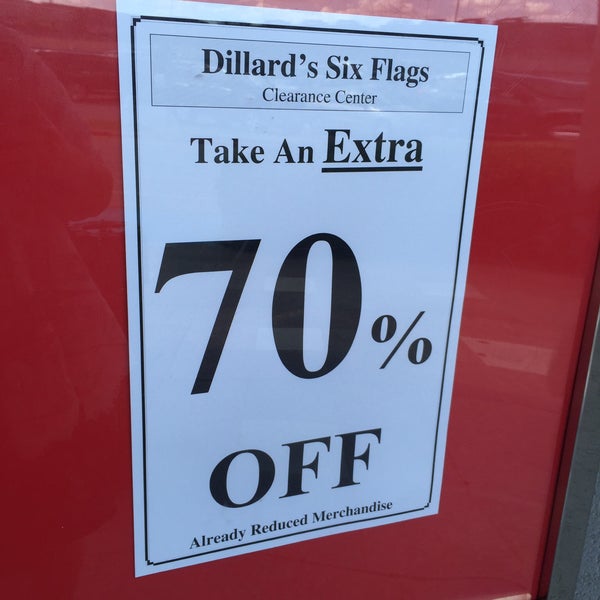 Dillard's Six Flags
Clearance Center
Take An Extra
70%
OFF
Already Reduced Merchandise